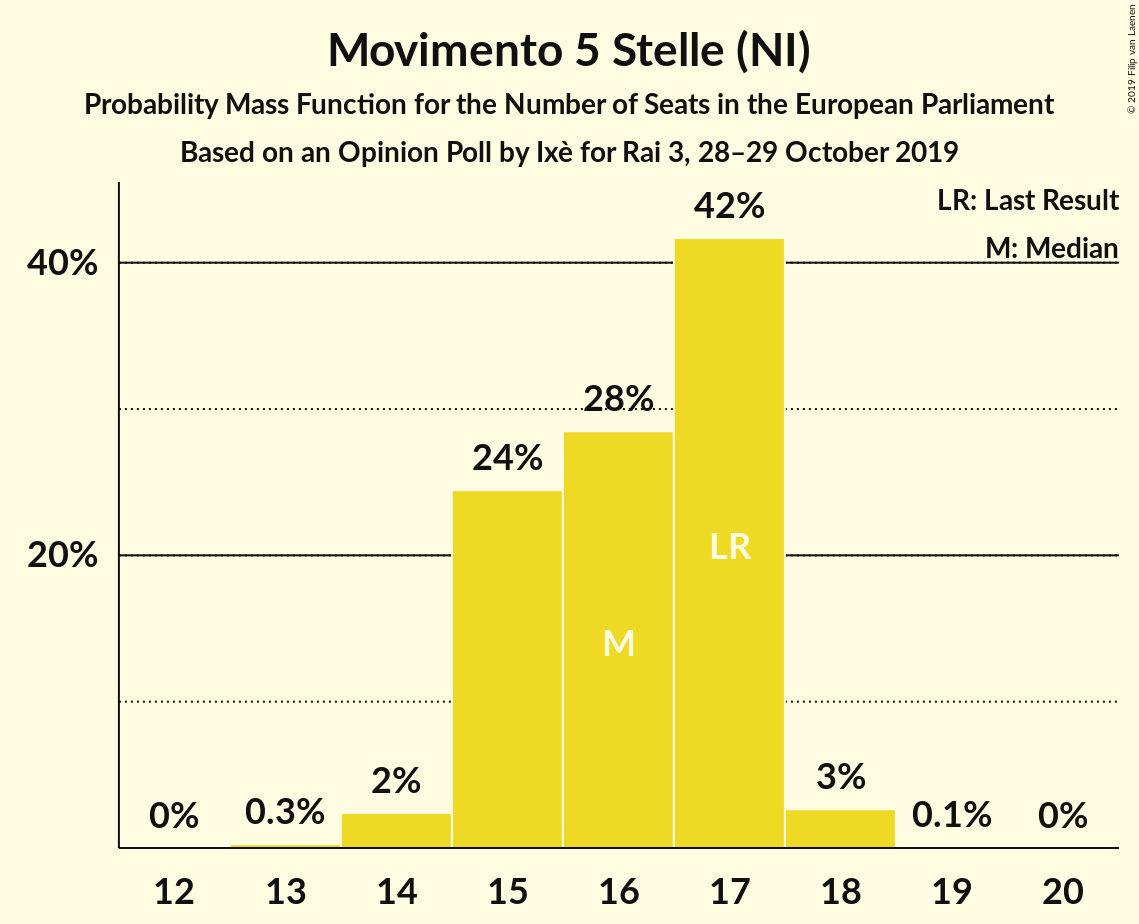 Movimento 5 Stelle (NI)
Probability Mass Function for the Number of Seats in the European Parliament
Based on an Opinion Poll by Ixè for Rai 3, 28–29 October 2019
© 2019 Filip van Laenen
LR: Last Result
M: Median
40%
20%
0%
0.3%
2%
24%
28%
42%
3%
0.1%
0%
M
LR
12 13 14 15 16 17 18 19 20